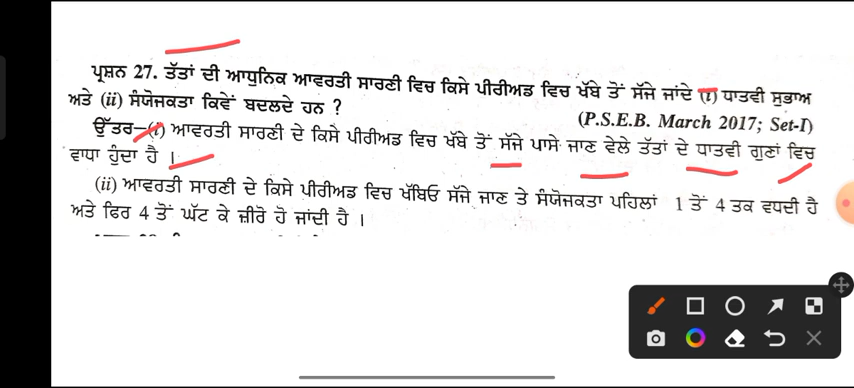 ਪ੍ਰਸ਼ਨ 27. ਤੱਤਾਂ ਦੀ ਆਧੁਨਿਕ ਆਵਰਤੀ ਸਾਰਣੀ ਵਿਚ ਕਿਸੇ ਪੀਰੀਅਡ ਵਿਚ ਖੱਬੇ ਤੋਂ ਸੱਜੇ ਜਾਂਦੇ (i) ਧਾਤਵੀ ਸੁਭਾਅ
ਅਤੇ (ii) ਸੰਯੋਜਕਤਾ ਕਿਵੇਂ ਬਦਲਦੇ ਹਨ ?
(P.S.E.B. March 2017; Set-I)
ਉੱਤਰ—(i) ਆਵਰਤੀ ਸਾਰਣੀ ਦੇ ਕਿਸੇ ਪੀਰੀਅਡ ਵਿਚ ਖੱਬੇ ਤੋਂ ਸੱਜੇ ਪਾਸੇ ਜਾਣ ਵੇਲੇ ਤੱਤਾਂ ਦੇ ਧਾਤਵੀ ਗੁਣਾਂ ਵਿਚ
ਵਾਧਾ ਹੁੰਦਾ ਹੈ ।
(ii) ਆਵਰਤੀ ਸਾਰਣੀ ਦੇ ਕਿਸੇ ਪੀਰੀਅਡ ਵਿਚ ਖੱਬਿਓਂ ਸੱਜੇ ਜਾਣ ਤੇ ਸੰਯੋਜਕਤਾ ਪਹਿਲਾਂ 1 ਤੋਂ 4 ਤਕ ਵਧਦੀ ਹੈ
ਅਤੇ ਫਿਰ 4 ਤੋਂ ਘੱਟ ਕੇ ਜ਼ੀਰੋ ਹੋ ਜਾਂਦੀ ਹੈ ।